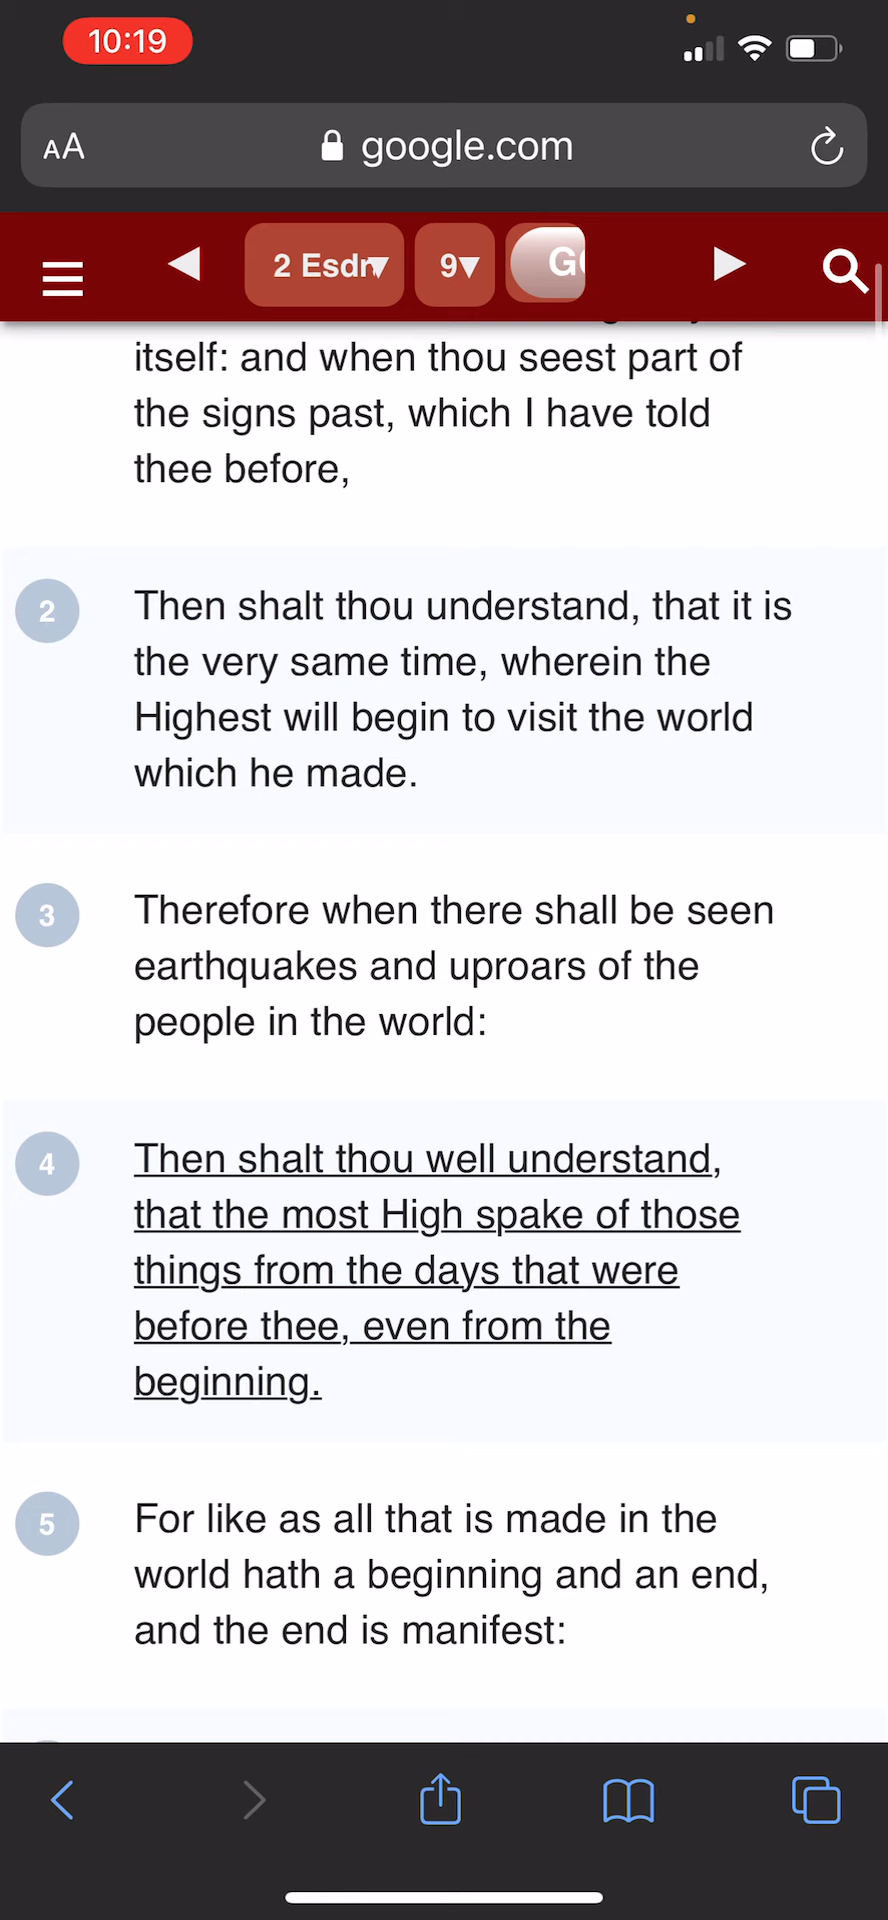 10:19
AA
google.com
2 Esdr
9
itself: and when thou seest part of
the signs past, which I have told
thee before,
2
Then shalt thou understand, that it is
the very same time, wherein the
Highest will begin to visit the world
which he made.
3
Therefore when there shall be seen
earthquakes and uproars of the
people in the world:
4
Then shalt thou well understand,
that the most High spake of those
things from the days that were
before thee, even from the
beginning.
5
For like as all that is made in the
world hath a beginning and an end,
and the end is manifest: